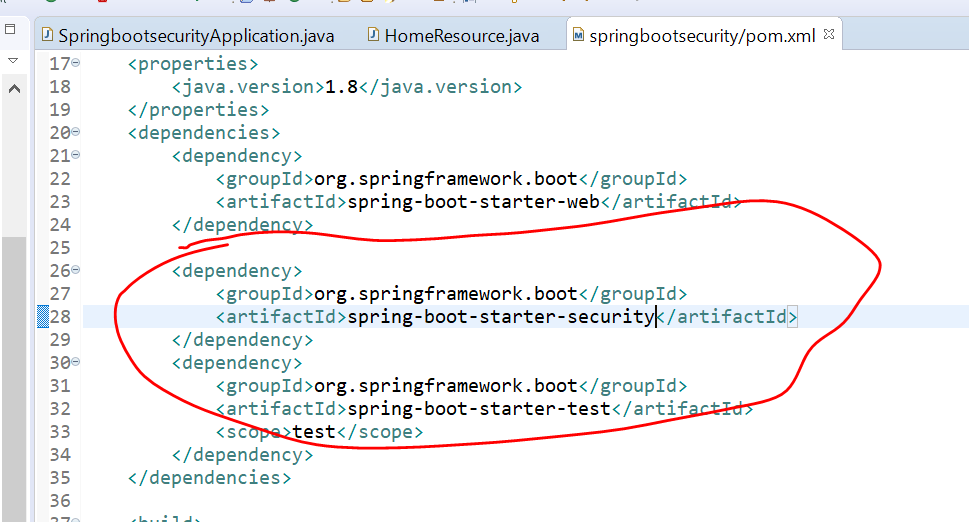 SpringbootsecurityApplication.java HomeResource.java springbootsecurity/pom.xml
17 <properties>
18 <java.version>1.8</java.version>
19 </properties>
20 <dependencies>
21 <dependency>
22 <groupId>org.springframework.boot</groupId>
23 <artifactId>spring-boot-starter-web</artifactId>
24 </dependency>
25
26 <dependency>
27 <groupId>org.springframework.boot</groupId>
28 <artifactId>spring-boot-starter-security</artifactId>
29 </dependency>
30 <dependency>
31 <groupId>org.springframework.boot</groupId>
32 <artifactId>spring-boot-starter-test</artifactId>
33 <scope>test</scope>
34 </dependency>
35 </dependencies>
36
37 <build>